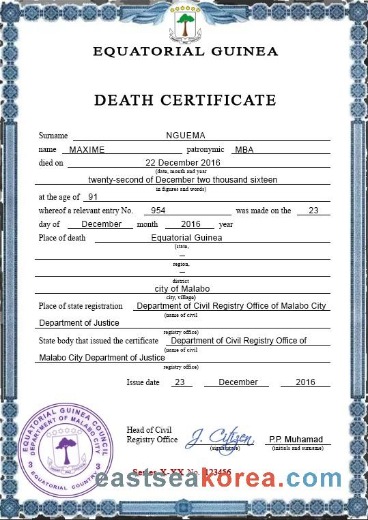 EQUATORIAL GUINEA
DEATH CERTIFICATE
Surname NGUEMA
name MAXIME patronymic MBA
died on 22 December 2016
(date, month and year
twenty-second of December two thousand sixteen
in figures and words)
at the age of 91
whereof a relevant entry No. 954 was made on the 23
day of December month 2016 year
Place of death Equatorial Guinea
(state,
—
region,
—
district
city of Malabo
city, village)
Place of state registration Department of Civil Registry Office of Malabo City
(name of civil
Department of Justice
registry office)
State body that issued the certificate Department of Civil Registry Office of
(name of civil
Malabo City Department of Justice
registry office)
Issue date 23 December 2016
Head of Civil
Registry Office J. Citizen P.P. Muhamad
(signature) (initials and surname)
EQUATORIAL GUINEA COUNCIL
DEPARTMENT OF MALABO CITY
EQUATORIAL COUNTRY
Series X-XX No. 123456
eastseakorea.com